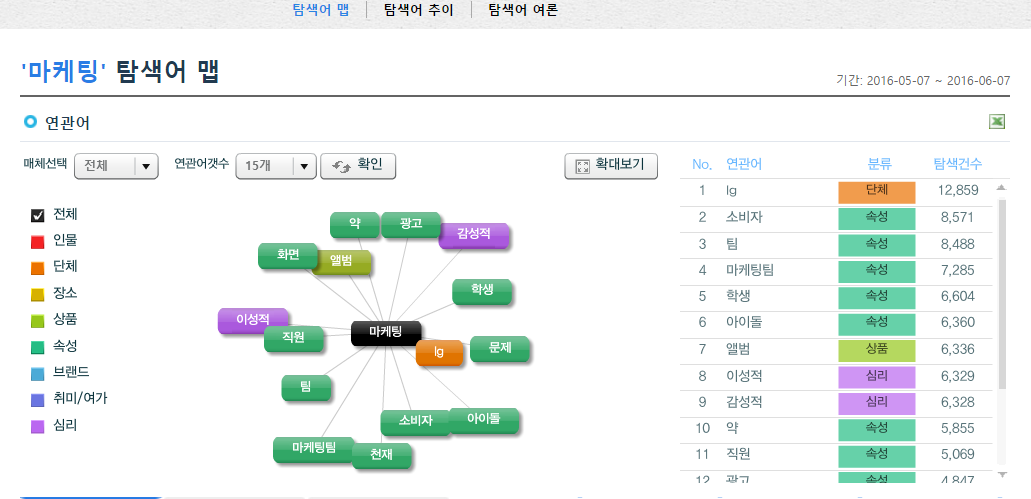 탐색어 맵 탐색어 추이 탐색어 여론
'마케팅' 탐색어 맵
기간: 2016-05-07 ~ 2016-06-07
연관어
매체선택 전체 연관어갯수 15개 확인 확대보기
전체
인물
단체
장소
상품
속성
브랜드
취미/여가
심리
약 광고
감성적
화면 앨범
학생
이성적
직원 마케팅
lg 문제
팀
소비자 아이돌
마케팅팀 천재
No. 연관어 분류 탐색건수
1 lg 단체 12,859
2 소비자 속성 8,571
3 팀 속성 8,488
4 마케팅팀 속성 7,285
5 학생 속성 6,604
6 아이돌 속성 6,360
7 앨범 상품 6,336
8 이성적 심리 6,329
9 감성적 심리 6,328
10 약 속성 5,855
11 직원 속성 5,069
12 광고 속성 4,847